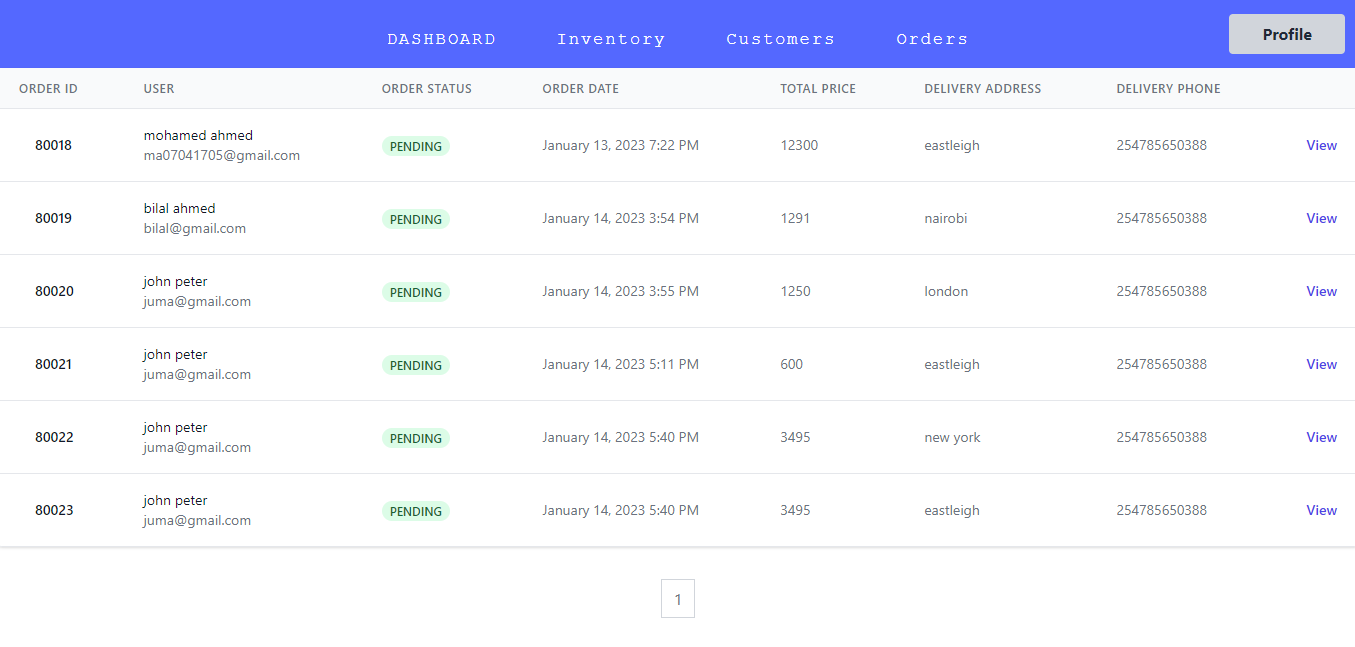 DASHBOARD Inventory Customers Orders Profile
ORDER ID USER ORDER STATUS ORDER DATE TOTAL PRICE DELIVERY ADDRESS DELIVERY PHONE
80018 mohamed ahmed PENDING January 13, 2023 7:22 PM 12300 eastleigh 254785650388 View
ma07041705@gmail.com
80019 bilal ahmed PENDING January 14, 2023 3:54 PM 1291 nairobi 254785650388 View
bilal@gmail.com
80020 john peter PENDING January 14, 2023 3:55 PM 1250 london 254785650388 View
juma@gmail.com
80021 john peter PENDING January 14, 2023 5:11 PM 600 eastleigh 254785650388 View
juma@gmail.com
80022 john peter PENDING January 14, 2023 5:40 PM 3495 new york 254785650388 View
juma@gmail.com
80023 john peter PENDING January 14, 2023 5:40 PM 3495 eastleigh 254785650388 View
juma@gmail.com
1